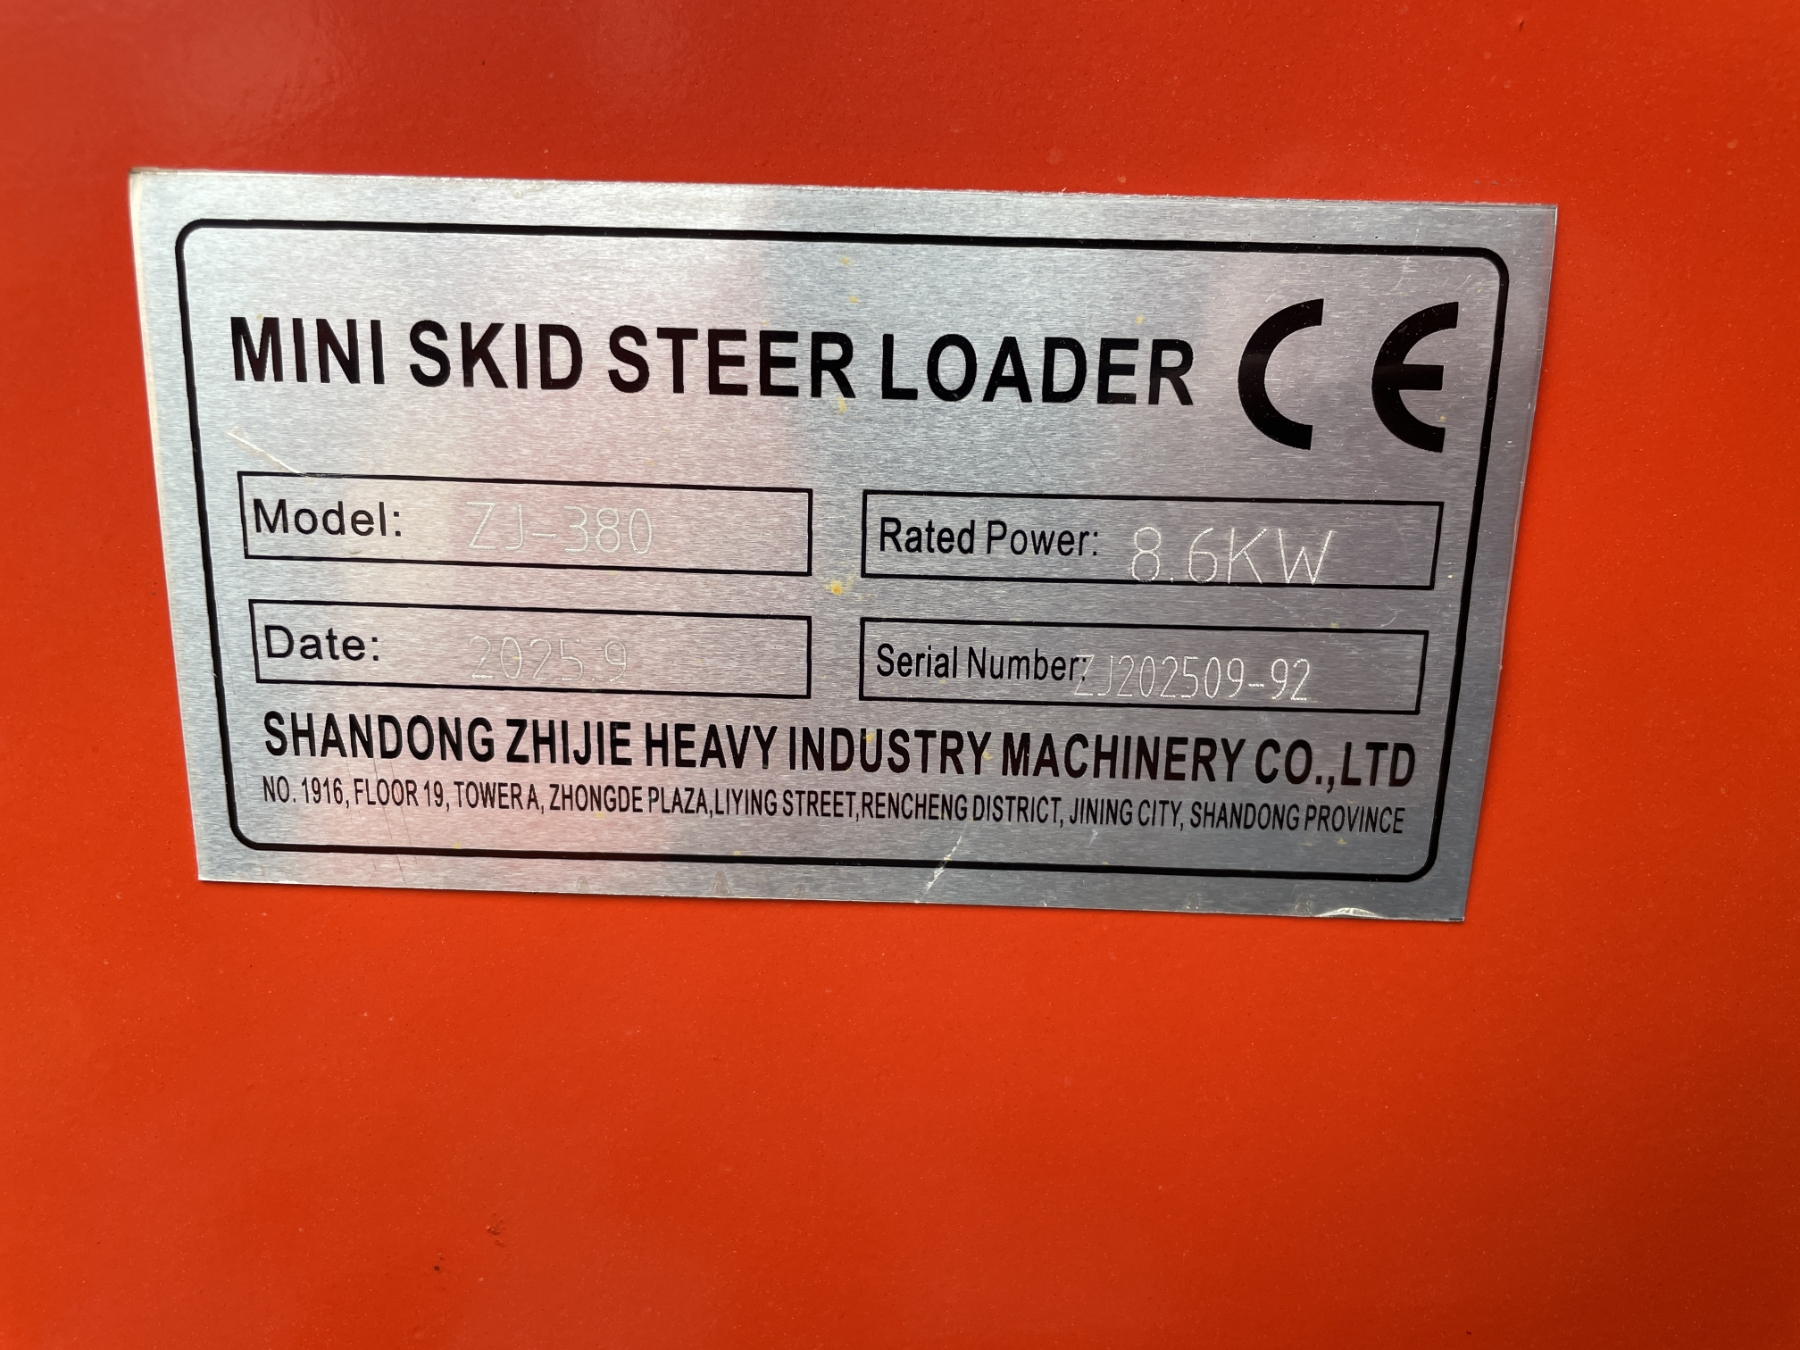 MINI SKID STEER LOADER CE
Model: ZJ-380
Rated Power: 8.6KW
Date: 2025.9
Serial Number: ZJ202509-92
SHANDONG ZHIJIE HEAVY INDUSTRY MACHINERY CO.,LTD
NO. 1916, FLOOR 19, TOWER A, ZHONGDE PLAZA,LIYING STREET,RENCHENG DISTRICT, JINING CITY, SHANDONG PROVINCE